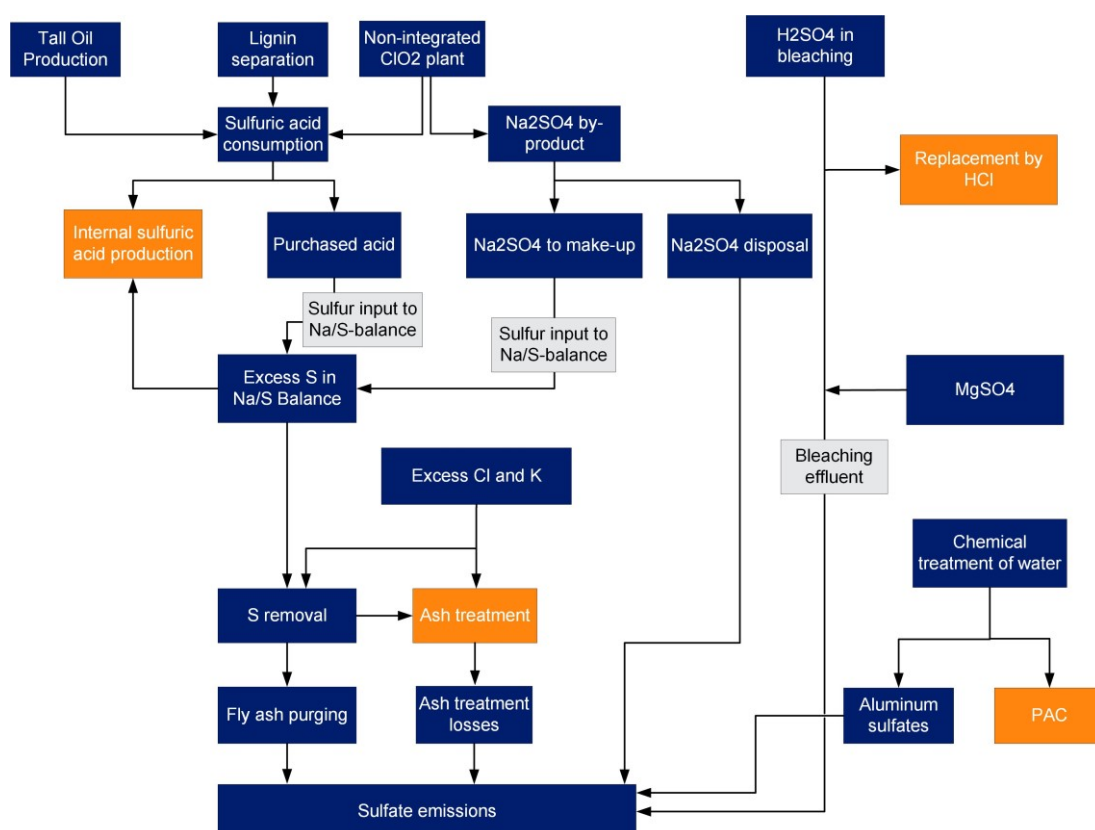 Tall Oil
Production
Lignin
separation
Non-integrated
ClO2 plant
H2SO4 in
bleaching
Sulfuric acid
consumption
Na2SO4 by-
product
Replacement by
HCl
Internal sulfuric
acid production
Purchased acid
Na2SO4 to make-up
Na2SO4 disposal
Sulfur input to
Na/S-balance
Sulfur input to
Na/S-balance
Excess S in
Na/S Balance
MgSO4
Bleaching
effluent
Excess Cl and K
Chemical
treatment of water
S removal
Ash treatment
Fly ash purging
Ash treatment
losses
Aluminum
sulfates
PAC
Sulfate emissions